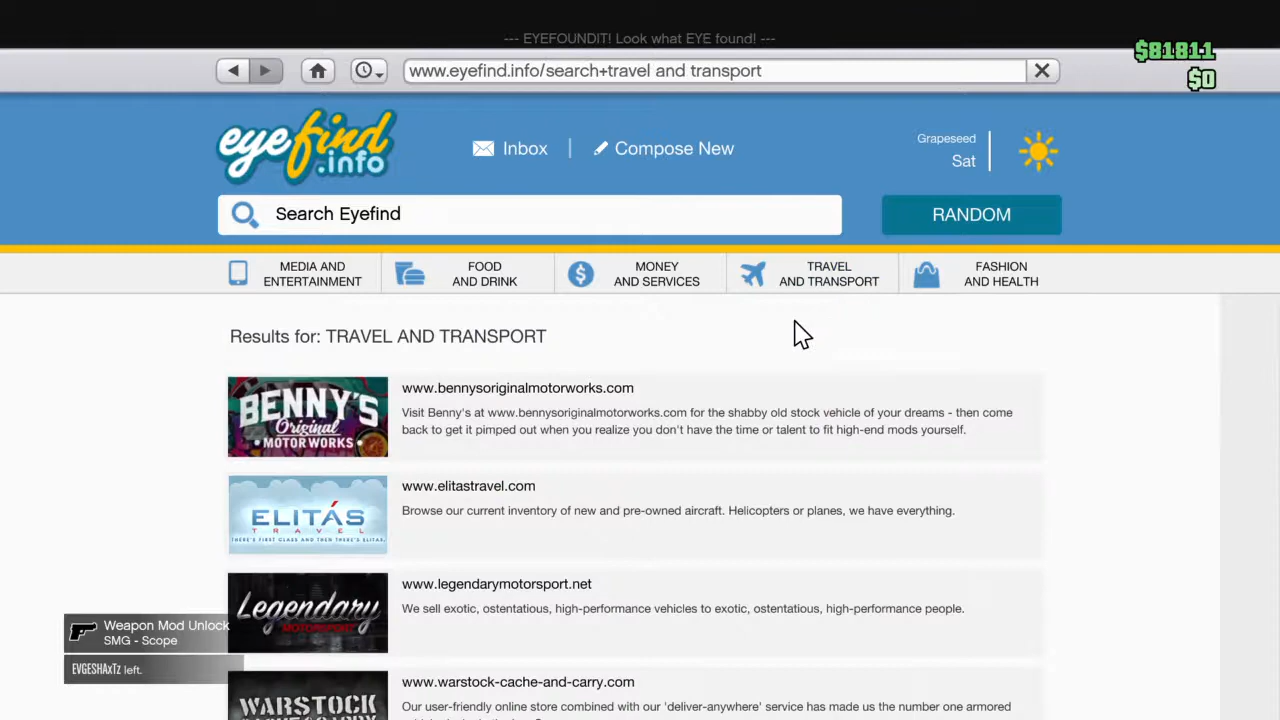 --- EYEFOUNDIT! Look what EYE found! ---
$81811
$0
www.eyefind.info/search+travel and transport
eyefind
.info
Inbox
Compose New
Grapeseed
Sat
Search Eyefind
RANDOM
MEDIA AND
ENTERTAINMENT
FOOD
AND DRINK
MONEY
AND SERVICES
TRAVEL
AND TRANSPORT
FASHION
AND HEALTH
Results for: TRAVEL AND TRANSPORT
BENNY'S
Original
MOTOR WORKS
www.bennysoriginalmotorworks.com
Visit Benny's at www.bennysoriginalmotorworks.com for the shabby old stock vehicle of your dreams - then come
back to get it pimped out when you realize you don't have the time or talent to fit high-end mods yourself.
ELITÁS
TRAVEL
THERE'S FIRST CLASS AND THEN THERE'S ELITAS.
www.elitastravel.com
Browse our current inventory of new and pre-owned aircraft. Helicopters or planes, we have everything.
Legendary
MOTORSPORT
www.legendarymotorsport.net
We sell exotic, ostentatious, high-performance vehicles to exotic, ostentatious, high-performance people.
Weapon Mod Unlock
SMG - Scope
EVGESHAxTz left.
WARSTOCK
www.warstock-cache-and-carry.com
Our user-friendly online store combined with our 'deliver-anywhere' service has made us the number one armored